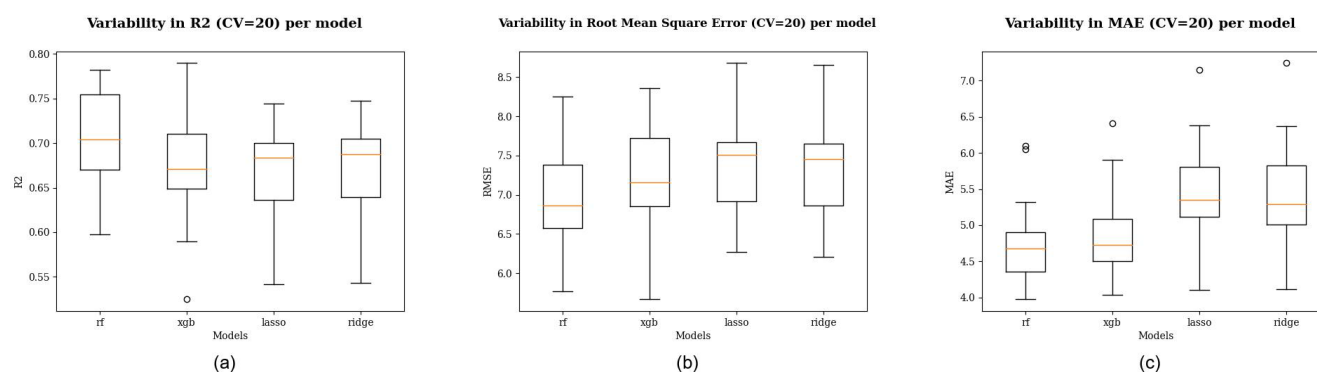 Variability in R2 (CV=20) per model
0.80
0.75
0.70
0.65
0.60
0.55
R2
rf xgb lasso ridge
Models
(a)
Variability in Root Mean Square Error (CV=20) per model
8.5
8.0
7.5
7.0
6.5
6.0
RMSE
rf xgb lasso ridge
Models
(b)
Variability in MAE (CV=20) per model
7.0
6.5
6.0
5.5
5.0
4.5
4.0
MAE
rf xgb lasso ridge
Models
(c)